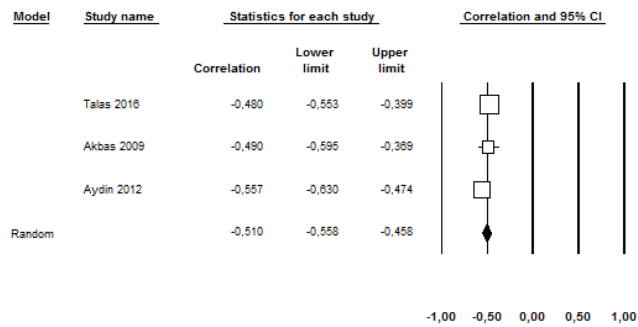 Model Study name Statistics for each study Correlation and 95% CI
Correlation Lower limit Upper limit
Talas 2016 -0,480 -0,553 -0,399
Akbas 2009 -0,490 -0,595 -0,369
Aydin 2012 -0,557 -0,630 -0,474
Random -0,510 -0,558 -0,458
-1,00 -0,50 0,00 0,50 1,00